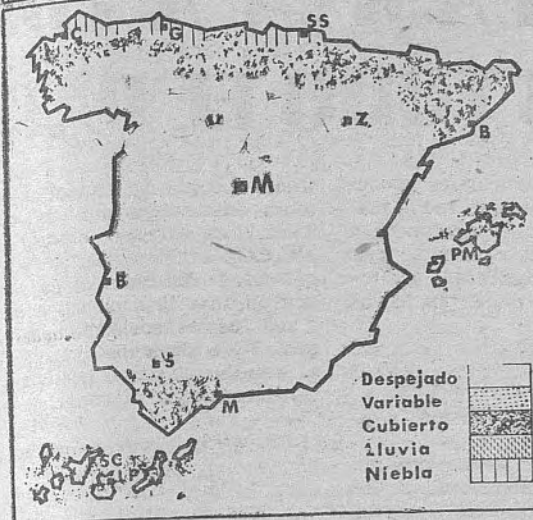 SS
C G
Z
B
M
PM
B
S
M
SC T
LP
Despejado
Variable
Cubierto
Lluvia
Niebla